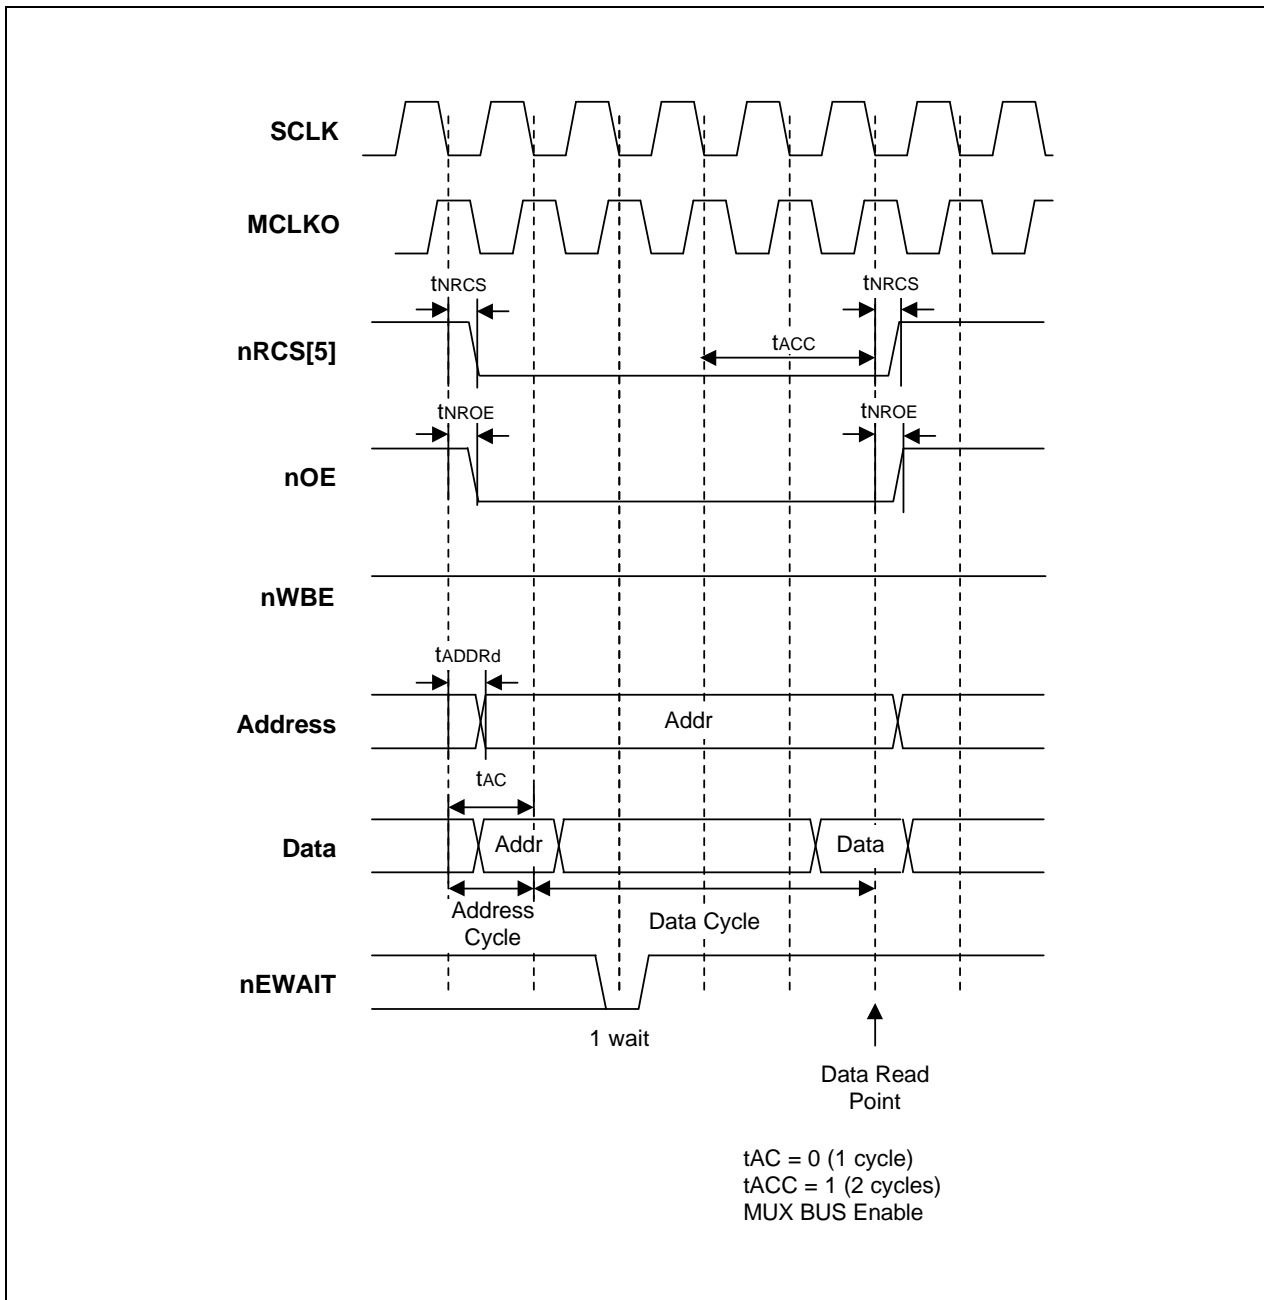 SCLK
MCLKO
tNRCS
tNRCS
nRCS[5]
tACC
tNROE
tNROE
nOE
nWBE
tADDRd
Address
Addr
tAC
Data
Addr
Data
Address
Cycle
Data Cycle
nEWAIT
1 wait
Data Read
Point
tAC = 0 (1 cycle)
tACC = 1 (2 cycles)
MUX BUS Enable